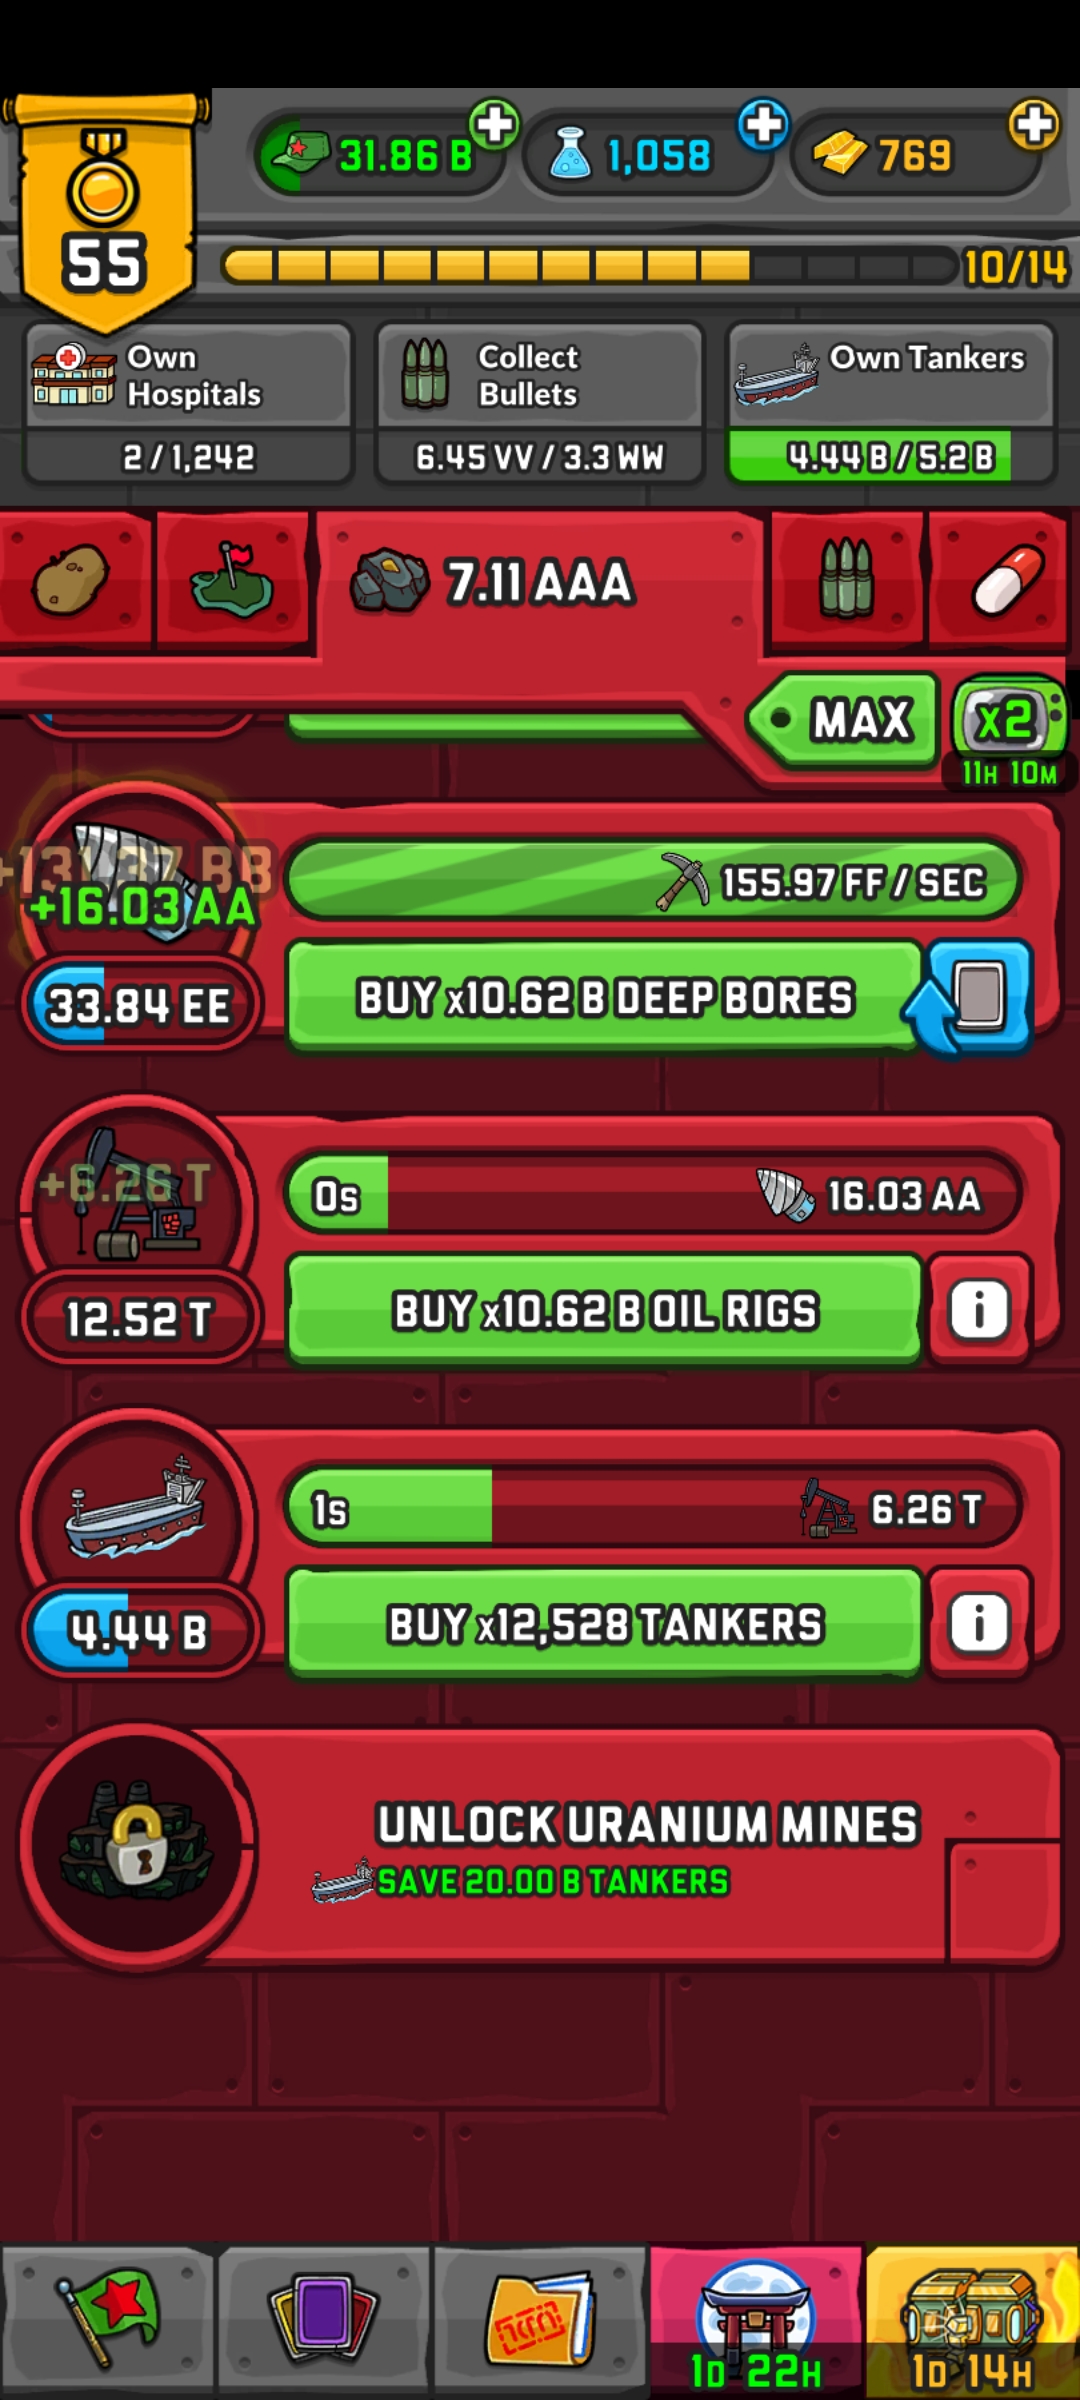 31.86 B
1,058
769
55
10/14
Own
Hospitals
2 / 1,242
Collect
Bullets
6.45 VV / 3.3 WW
Own Tankers
4.44 B / 5.2 B
7.11 AAA
MAX
x2
11H 10M
+131.37 BB
+16.03 AA
155.97 FF / SEC
33.84 EE
BUY x10.62 B DEEP BORES
+6.26 T
0s
16.03 AA
12.52 T
BUY x10.62 B OIL RIGS
i
1s
6.26 T
4.44 B
BUY x12,528 TANKERS
i
UNLOCK URANIUM MINES
SAVE 20.00 B TANKERS
1D 22H
1D 14H